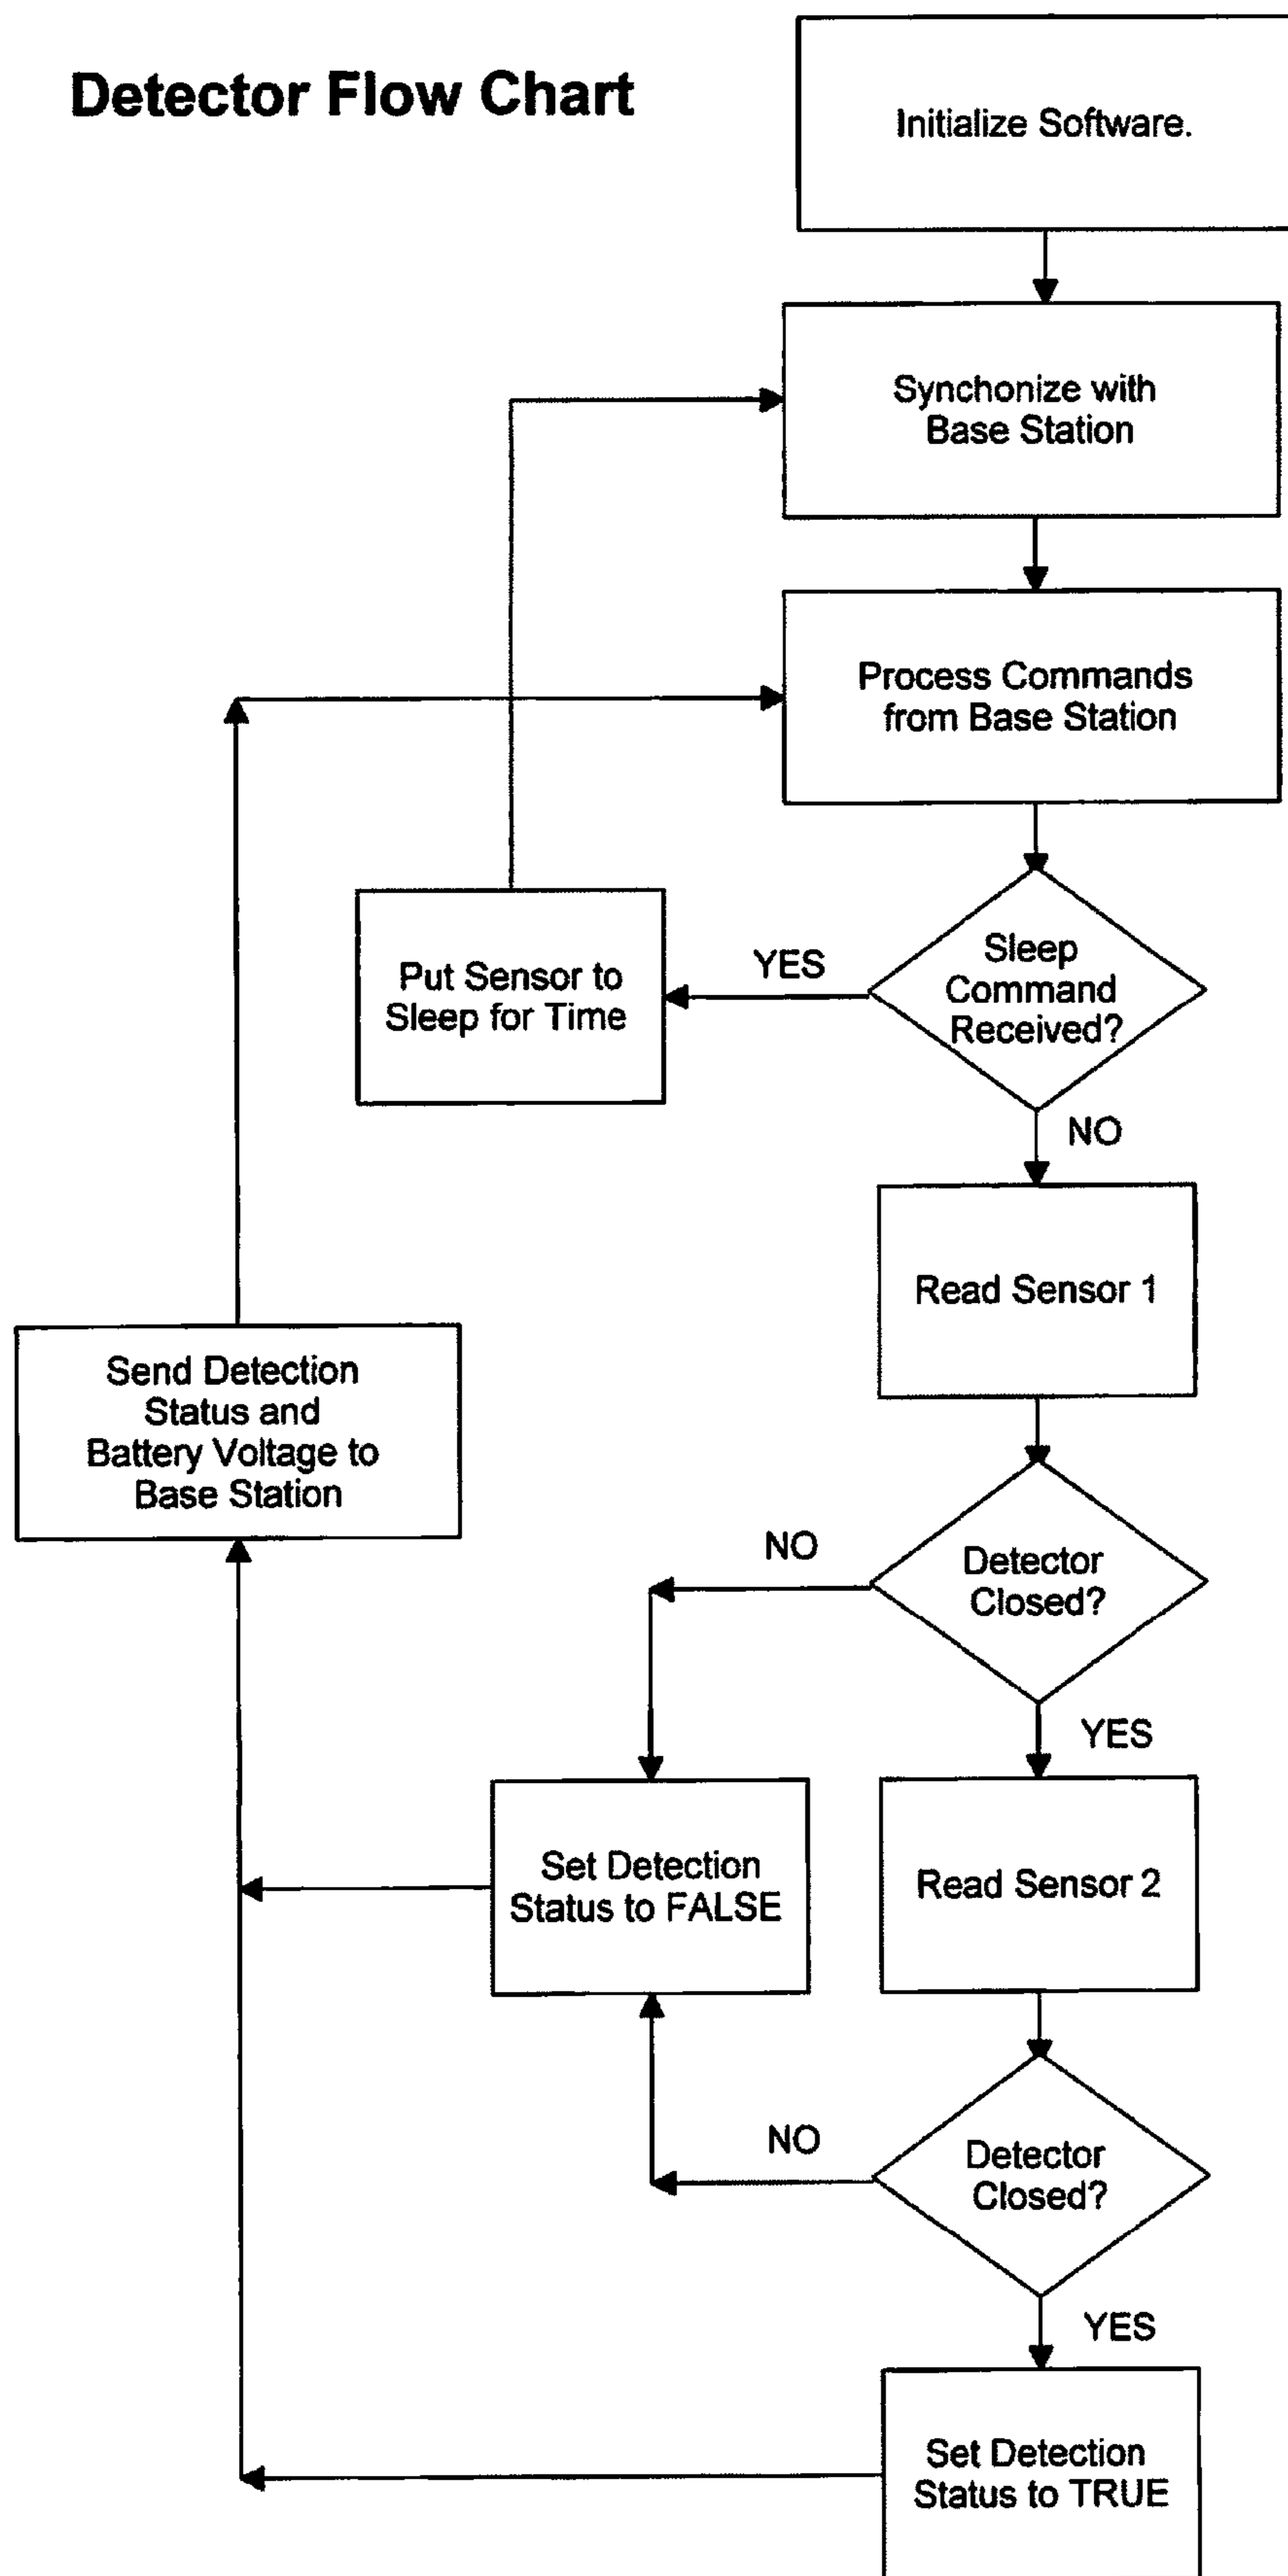 Detector Flow Chart
Initialize Software.
Synchonize with
Base Station
Process Commands
from Base Station
Sleep
Command
Received?
YES
Put Sensor to
Sleep for Time
NO
Read Sensor 1
Send Detection
Status and
Battery Voltage to
Base Station
Detector
Closed?
NO
YES
Set Detection
Status to FALSE
Read Sensor 2
Detector
Closed?
NO
YES
Set Detection
Status to TRUE